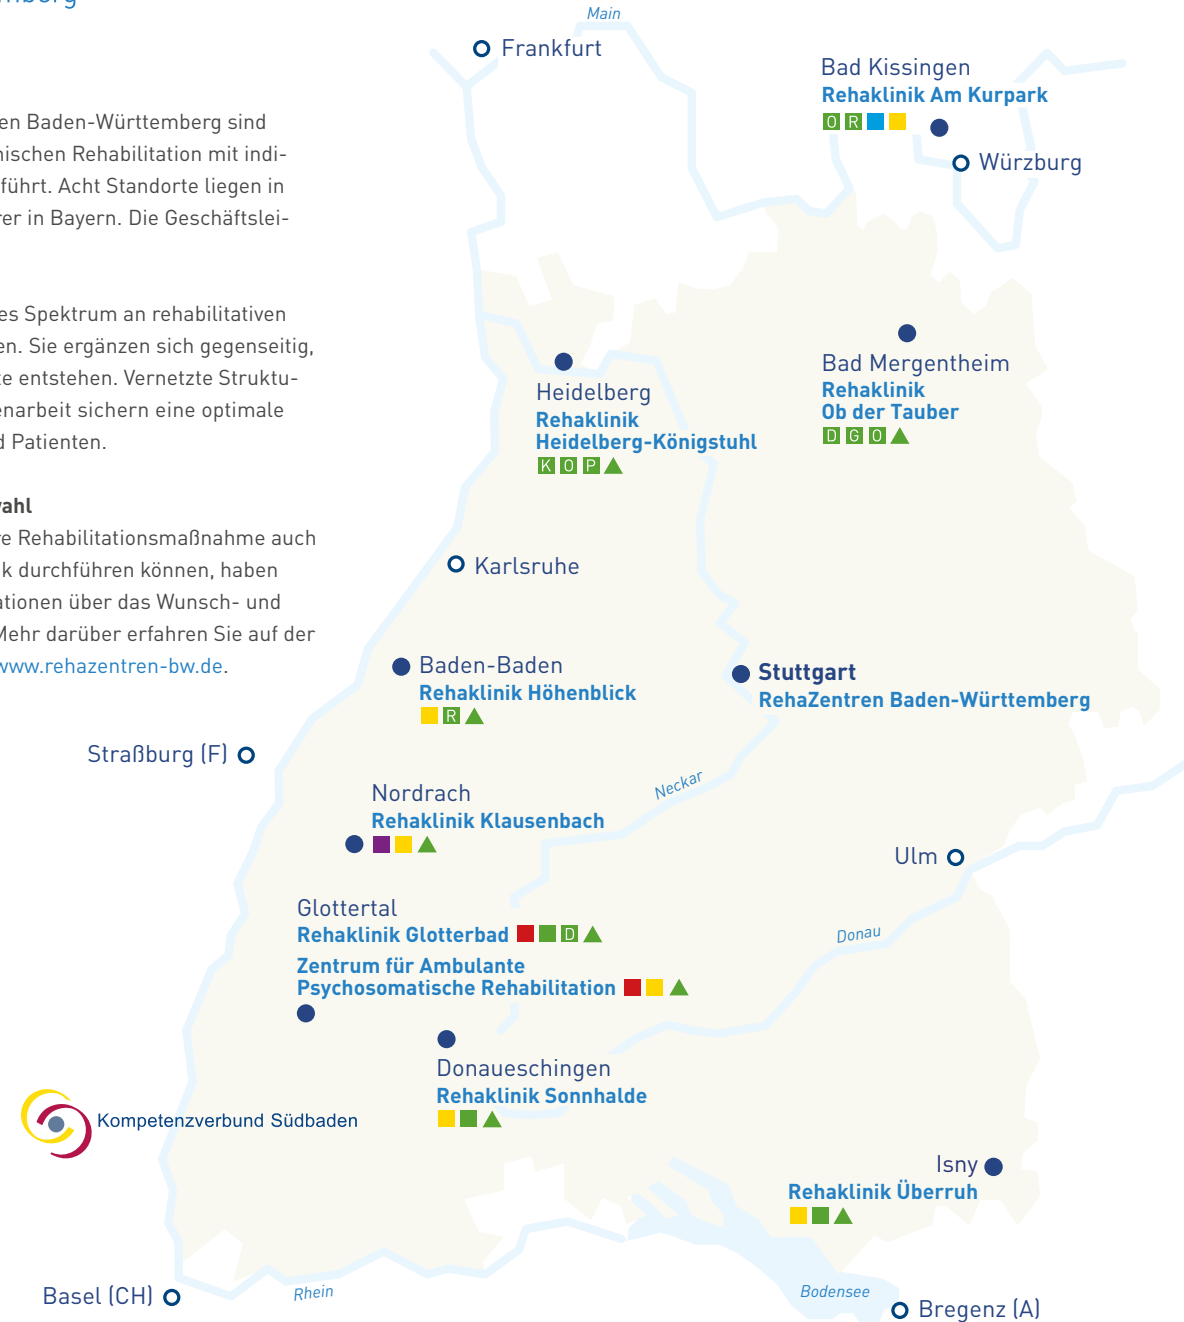 en Baden-Württemberg sind
nischen Rehabilitation mit indi-
führt. Acht Standorte liegen in
rer in Bayern. Die Geschäftslei-
es Spektrum an rehabilitativen
en. Sie ergänzen sich gegenseitig,
te entstehen. Vernetzte Struktu-
enarbeit sichern eine optimale
d Patienten.
vahl
re Rehabilitationsmaßnahme auch
k durchführen können, haben
ationen über das Wunsch- und
Mehr darüber erfahren Sie auf der
www.rehazentren-bw.de.
Main
Frankfurt
Bad Kissingen
Rehaklinik Am Kurpark
O R
Würzburg
Heidelberg
Rehaklinik
Heidelberg-Königstuhl
K O P
Bad Mergentheim
Rehaklinik
Ob der Tauber
D G O
Karlsruhe
Baden-Baden
Rehaklinik Höhenblick
R
Stuttgart
RehaZentren Baden-Württemberg
Straßburg (F)
Neckar
Nordrach
Rehaklinik Klausenbach
Ulm
Glottertal
Rehaklinik Glotterbad D
Zentrum für Ambulante
Psychosomatische Rehabilitation
Donau
Donaueschingen
Rehaklinik Sonnhalde
Kompetenzverbund Südbaden
Isny
Rehaklinik Überruh
Basel (CH)
Rhein
Bodensee
Bregenz (A)